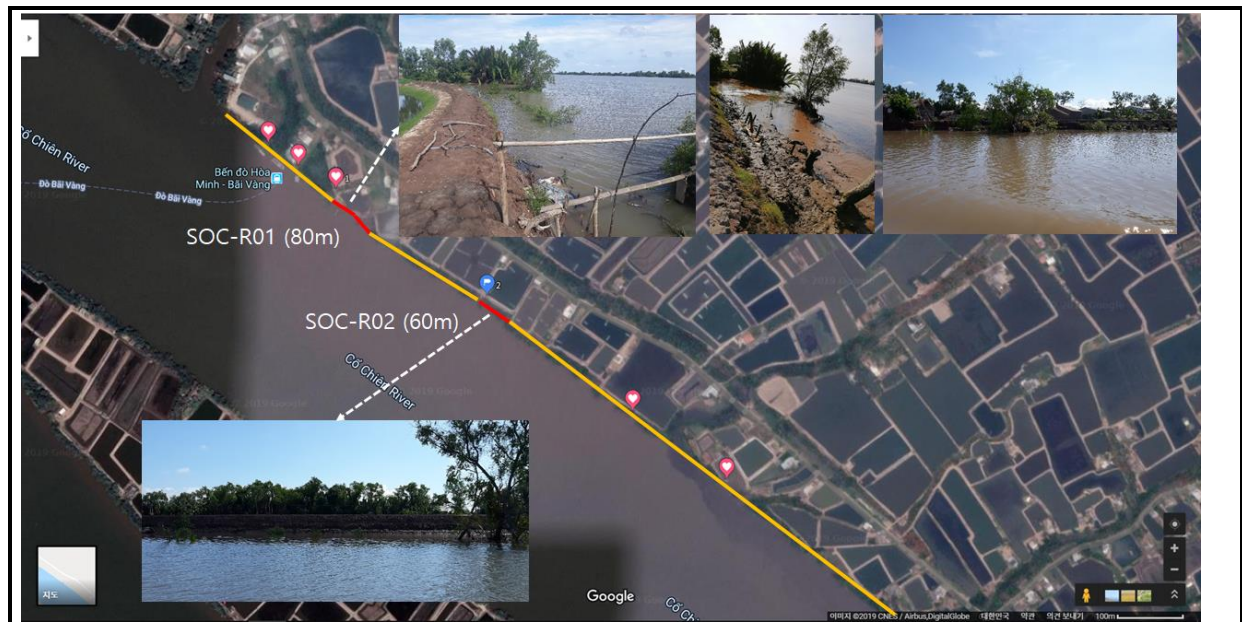 Cổ Chiên River
Đò Bãi Vàng
Đò Bãi Vàng
Bến đò Hòa
Minh - Bãi Vàng
1
SOC-R01 (80m)
2
SOC-R02 (60m)
Cổ Chiên River
지도
Google
이미지 ©2019 CNES / Airbus,DigitalGlobe 대한민국 약관 의견 보내기 100m